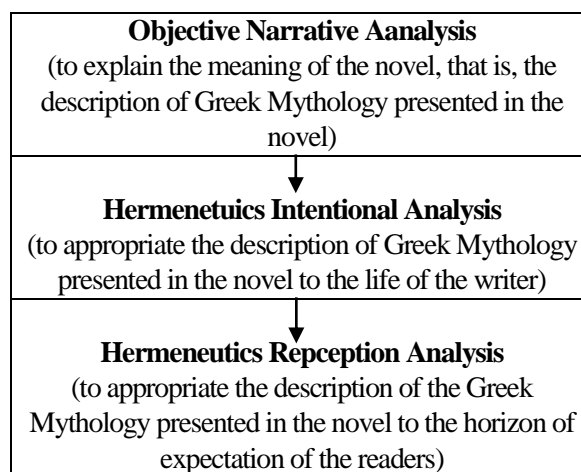 Objective Narrative Aanalysis
(to explain the meaning of the novel, that is, the
description of Greek Mythology presented in the
novel)
Hermenetuics Intentional Analysis
(to appropriate the description of Greek Mythology
presented in the novel to the life of the writer)
Hermeneutics Repception Analysis
(to appropriate the description of the Greek
Mythology presented in the novel to the horizon of
expectation of the readers)